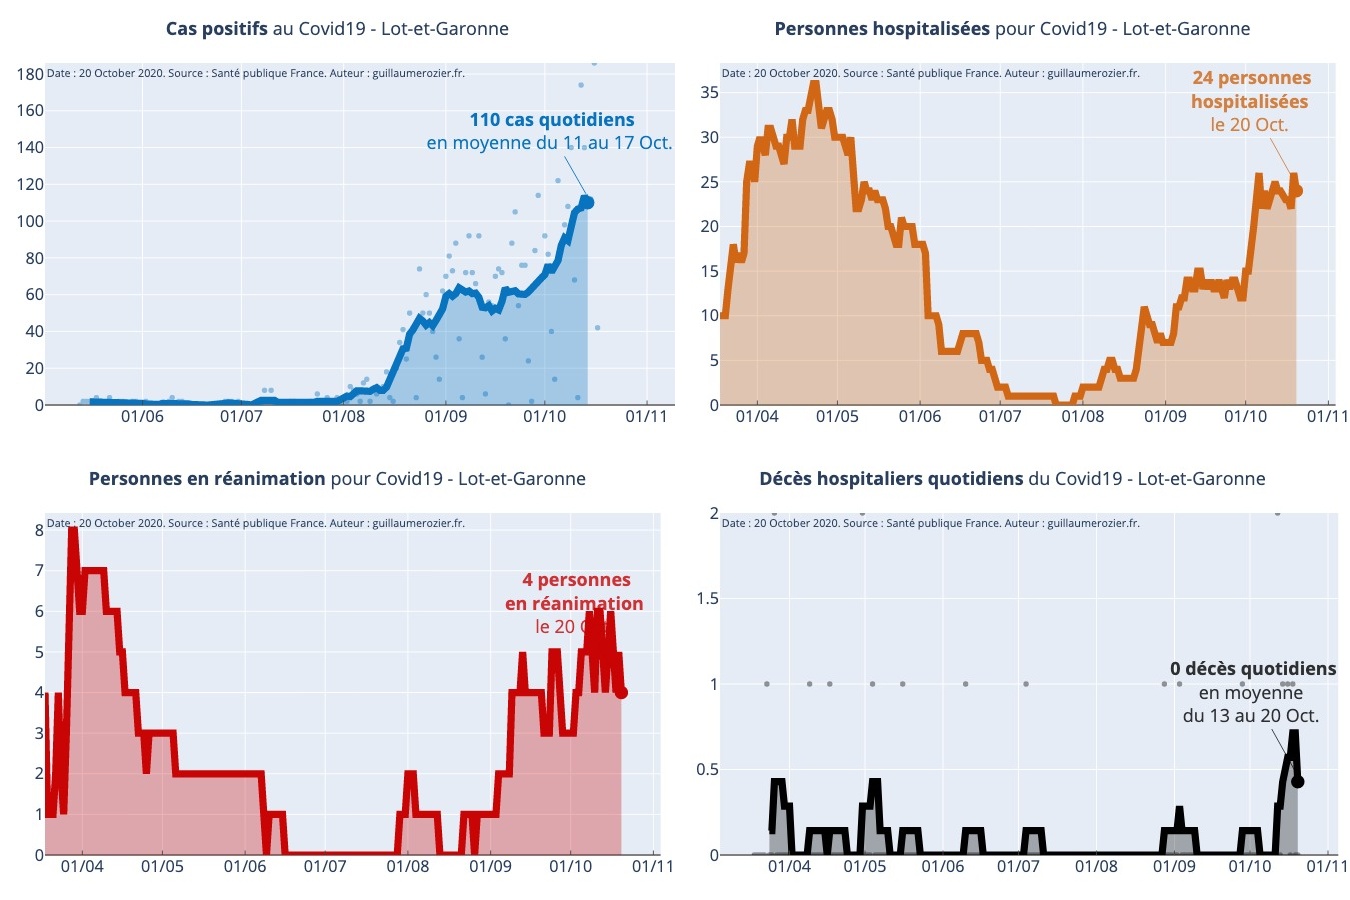 Cas positifs au Covid19 - Lot-et-Garonne
Date : 20 October 2020. Source : Santé publique France. Auteur : guillaumerozier.fr.
110 cas quotidiens
en moyenne du 11 au 17 Oct.
180
160
140
120
100
80
60
40
20
0
01/06 01/07 01/08 01/09 01/10 01/11
Personnes hospitalisées pour Covid19 - Lot-et-Garonne
Date : 20 October 2020. Source : Santé publique France. Auteur : guillaumerozier.fr.
24 personnes
hospitalisées
le 20 Oct.
35
30
25
20
15
10
5
0
01/04 01/05 01/06 01/07 01/08 01/09 01/10 01/11
Personnes en réanimation pour Covid19 - Lot-et-Garonne
Date : 20 October 2020. Source : Santé publique France. Auteur : guillaumerozier.fr.
4 personnes
en réanimation
le 20
8
7
6
5
4
3
2
1
0
01/04 01/05 01/06 01/07 01/08 01/09 01/10 01/11
Décès hospitaliers quotidiens du Covid19 - Lot-et-Garonne
Date : 20 October 2020. Source : Santé publique France. Auteur : guillaumerozier.fr.
0 décès quotidiens
en moyenne
du 13 au 20 Oct.
2
1.5
1
0.5
0
01/04 01/05 01/06 01/07 01/08 01/09 01/10 01/11